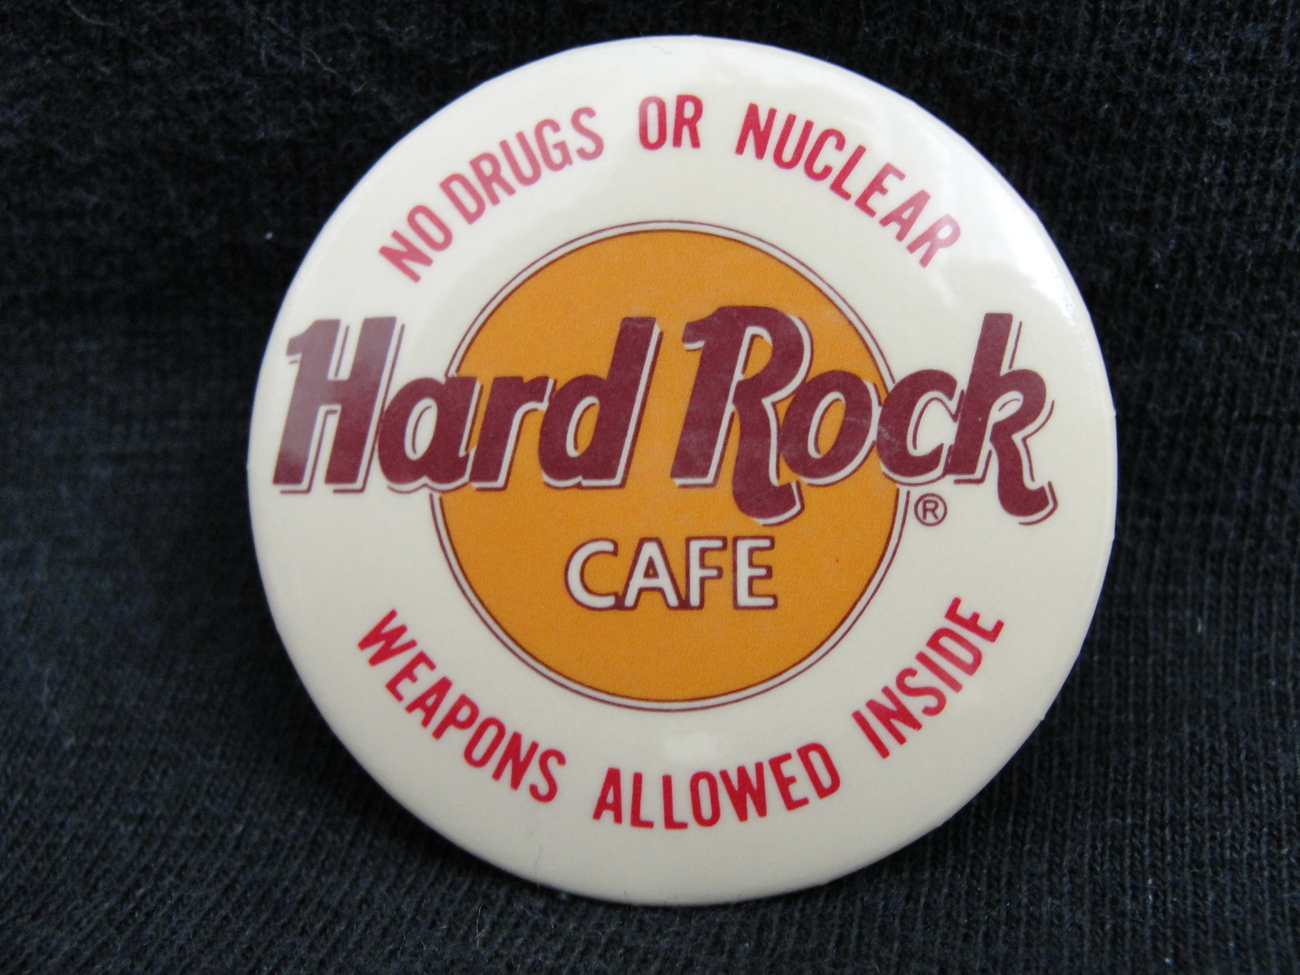 NO DRUGS OR NUCLEAR
Hard Rock
®
CAFE
WEAPONS ALLOWED INSIDE